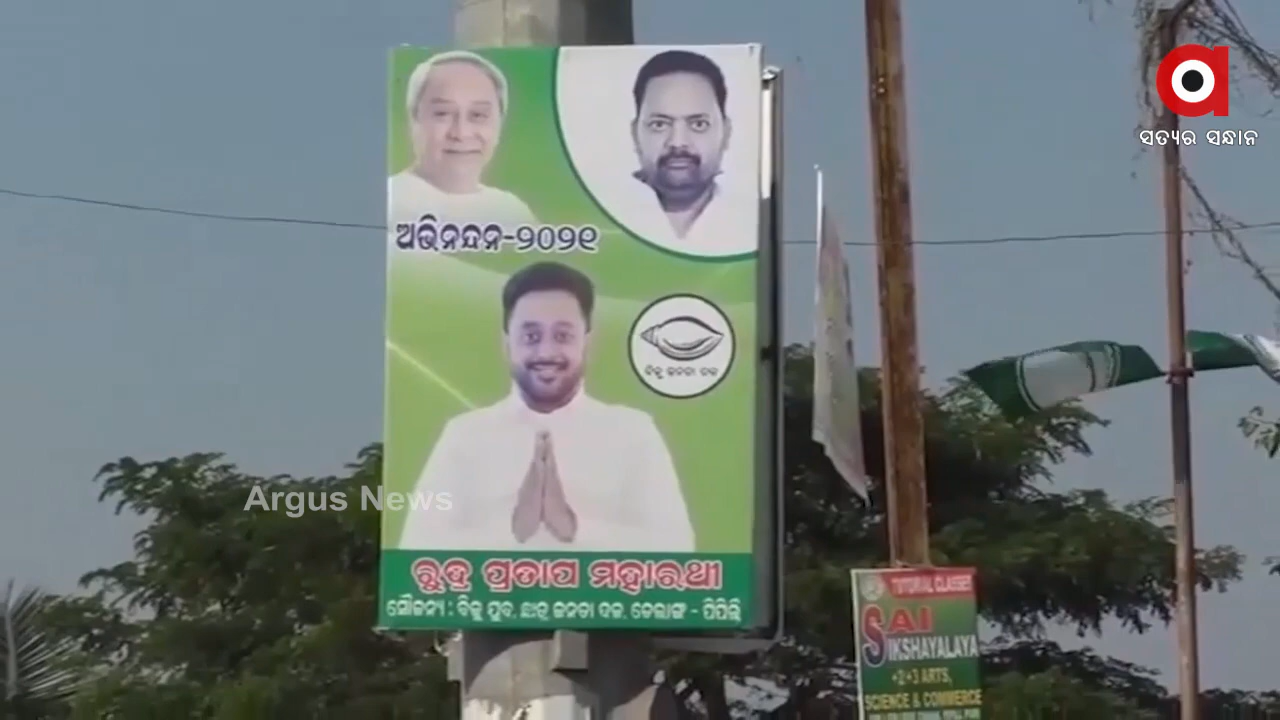 ସତ୍ୟର ସନ୍ଧାନ
ଅଭିନନ୍ଦନ-୨୦୨୧
ବିଜୁ ଜନତା ଦଳ
Argus News
ରୁଦ୍ର ପ୍ରତାପ ମହାରଥୀ
ସୌଜନ୍ୟ : ବିଜୁ ଯୁବ, ଛାତ୍ର ଜନତା ଦଳ, ଡେଲାଙ୍ଗ - ପିପିଲି
TUTORIAL CLASSES
SAI
SIKSHAYALAYA
+2 +3 ARTS,
SCIENCE & COMMERCE